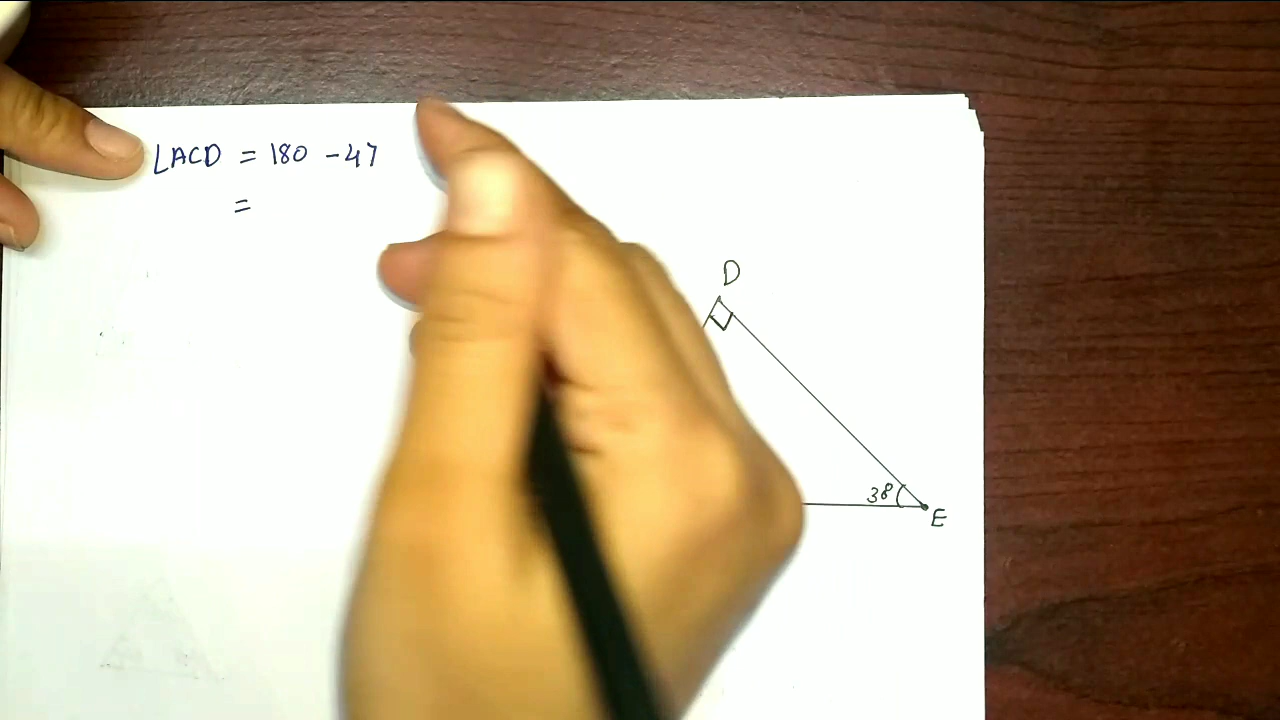 ∠ACD = 180 - 47
=
D
38
E